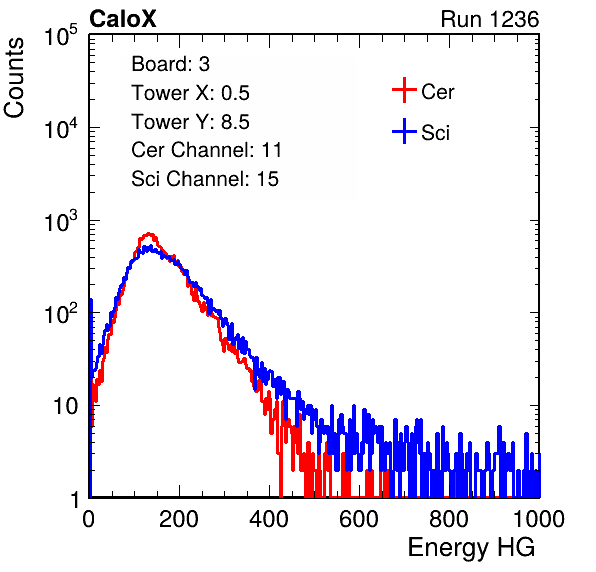 CaloX Run 1236
Counts
Board: 3
Tower X: 0.5
Tower Y: 8.5
Cer Channel: 11
Sci Channel: 15
Cer
Sci
10^5
10^4
10^3
10^2
10
1
0 200 400 600 800 1000
Energy HG